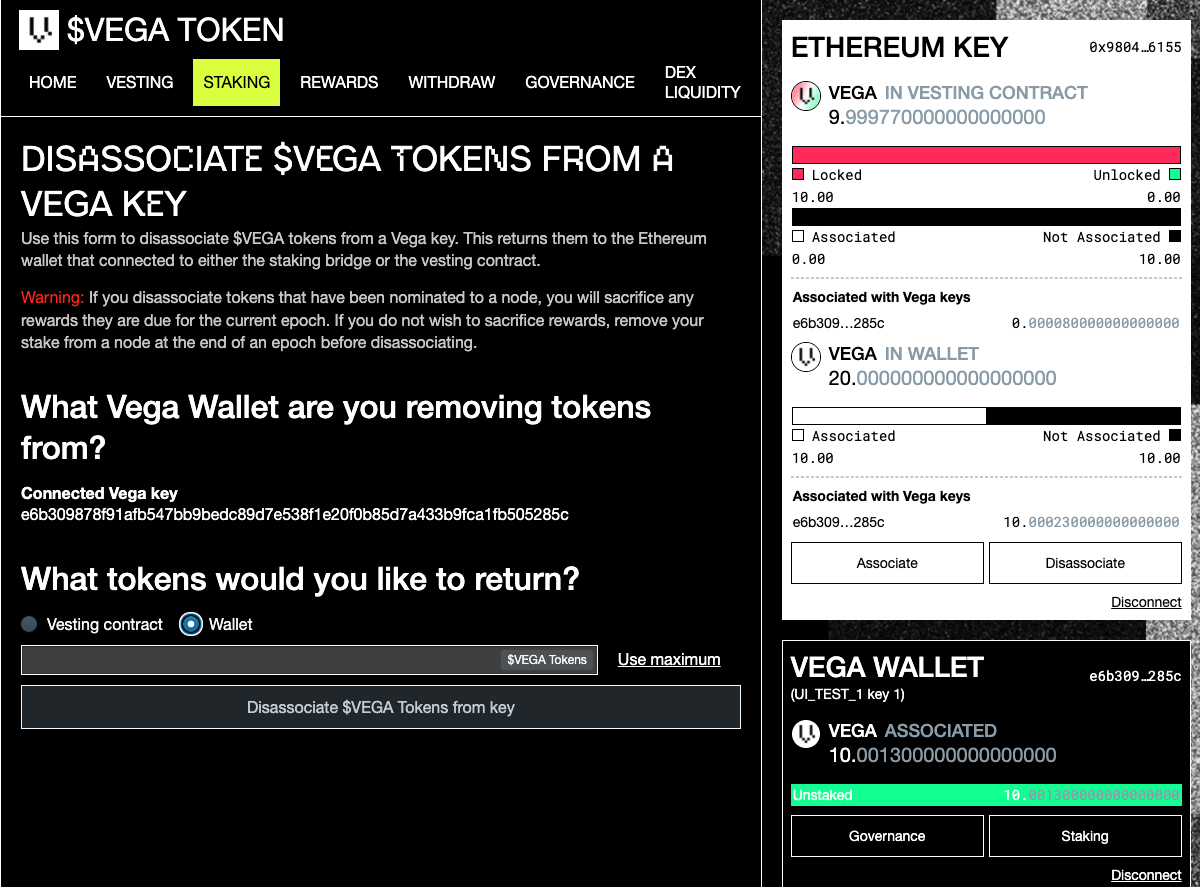 $VEGA TOKEN
HOME VESTING STAKING REWARDS WITHDRAW GOVERNANCE DEX LIQUIDITY
DISASSOCIATE $VEGA TOKENS FROM A
VEGA KEY
Use this form to disassociate $VEGA tokens from a Vega key. This returns them to the Ethereum
wallet that connected to either the staking bridge or the vesting contract.
Warning: If you disassociate tokens that have been nominated to a node, you will sacrifice any
rewards they are due for the current epoch. If you do not wish to sacrifice rewards, remove your
stake from a node at the end of an epoch before disassociating.
What Vega Wallet are you removing tokens
from?
Connected Vega key
e6b309878f91afb547bb9bedc89d7e538f1e20f0b85d7a433b9fca1fb505285c
What tokens would you like to return?
Vesting contract Wallet
$VEGA Tokens Use maximum
Disassociate $VEGA Tokens from key
ETHEREUM KEY 0x9804…6155
VEGA IN VESTING CONTRACT
9.999770000000000000
Locked Unlocked
10.00 0.00
Associated Not Associated
0.00 10.00
Associated with Vega keys
e6b309…285c 0.000080000000000000
VEGA IN WALLET
20.000000000000000000
Associated Not Associated
10.00 10.00
Associated with Vega keys
e6b309…285c 10.000230000000000000
Associate Disassociate
Disconnect
VEGA WALLET e6b309…285c
(UI_TEST_1 key 1)
VEGA ASSOCIATED
10.001300000000000000
Unstaked 10.001300000000000000
Governance Staking
Disconnect